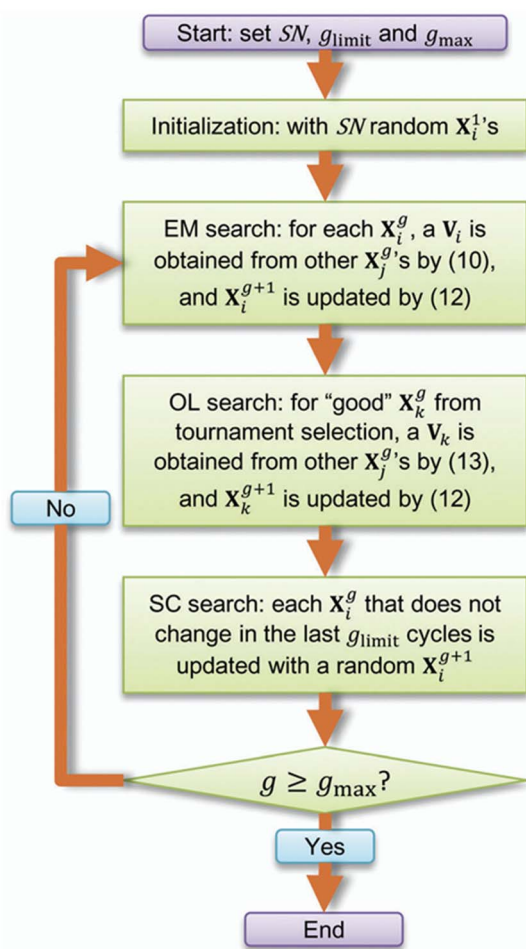 Start: set SN, g_limit and g_max
Initialization: with SN random X_i^1's
EM search: for each X_i^g, a V_i is
obtained from other X_j^g's by (10),
and X_i^{g+1} is updated by (12)
OL search: for “good” X_k^g from
tournament selection, a V_k is
obtained from other X_j^g's by (13),
and X_k^{g+1} is updated by (12)
No
SC search: each X_i^g that does not
change in the last g_limit cycles is
updated with a random X_i^{g+1}
g ≥ g_max?
Yes
End